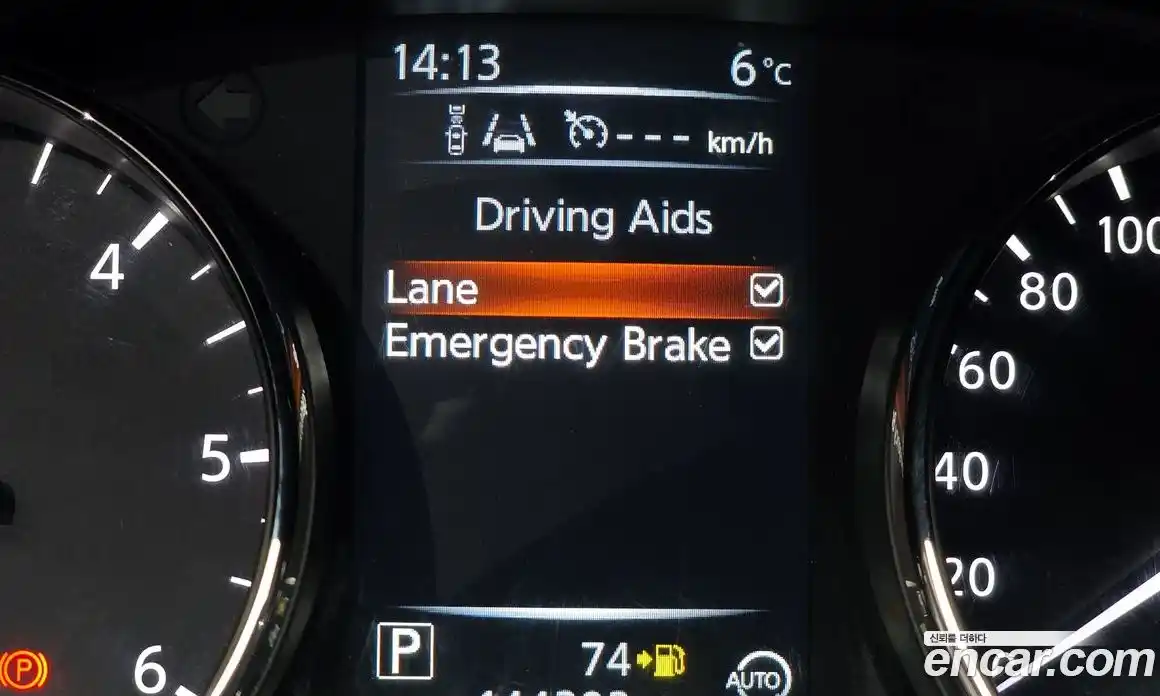 14:13 6°C
--- km/h
Driving Aids
Lane
Emergency Brake
4
5
6
100
80
60
40
20
P
P 74
AUTO
신뢰를 더하다
encar.com